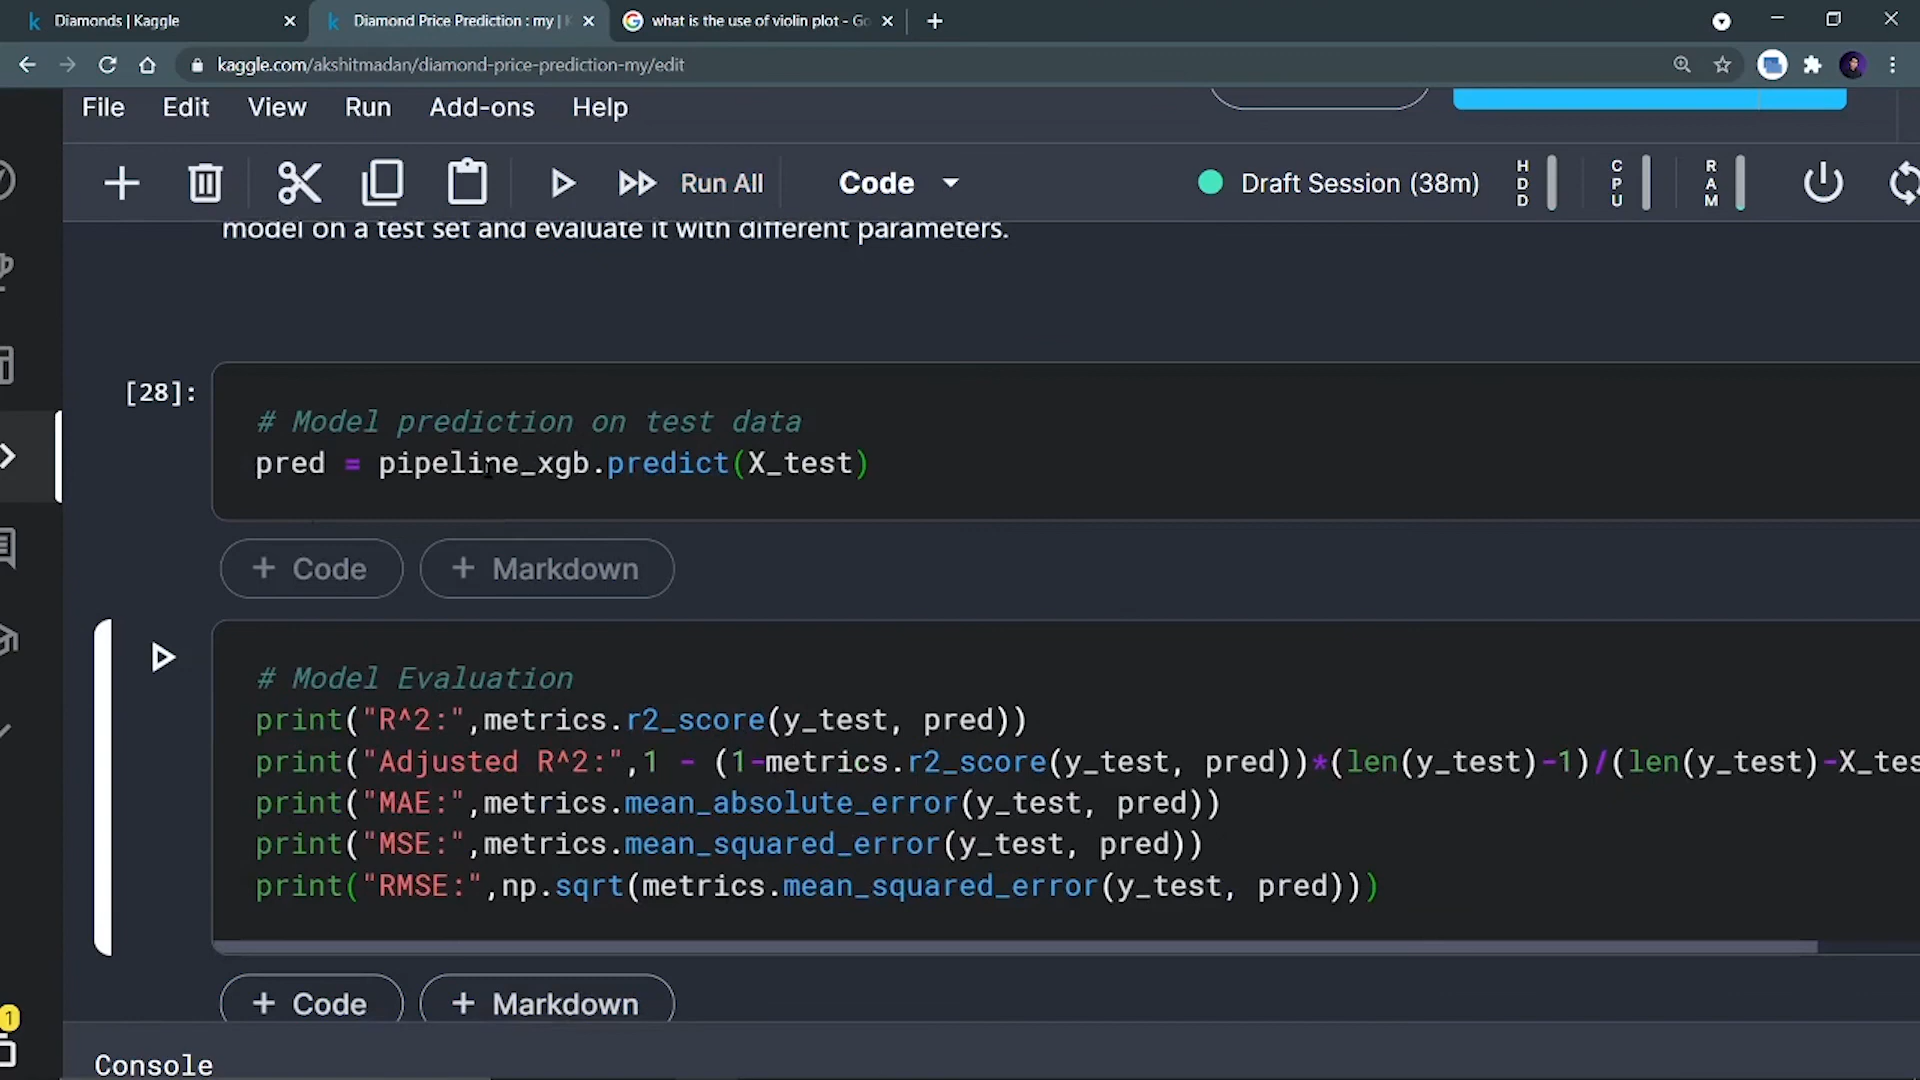 Diamonds | Kaggle
Diamond Price Prediction : my |
what is the use of violin plot - Go
kaggle.com/akshitmadan/diamond-price-prediction-my/edit
File Edit View Run Add-ons Help
Run All
Code
Draft Session (38m)
HDD
CPU
RAM
model on a test set and evaluate it with different parameters.
[28]:
# Model prediction on test data
pred = pipeline_xgb.predict(X_test)
+ Code
+ Markdown
# Model Evaluation
print("R^2:",metrics.r2_score(y_test, pred))
print("Adjusted R^2:",1 - (1-metrics.r2_score(y_test, pred))*(len(y_test)-1)/(len(y_test)-X_tes
print("MAE:",metrics.mean_absolute_error(y_test, pred))
print("MSE:",metrics.mean_squared_error(y_test, pred))
print("RMSE:",np.sqrt(metrics.mean_squared_error(y_test, pred)))
+ Code
+ Markdown
1
Console